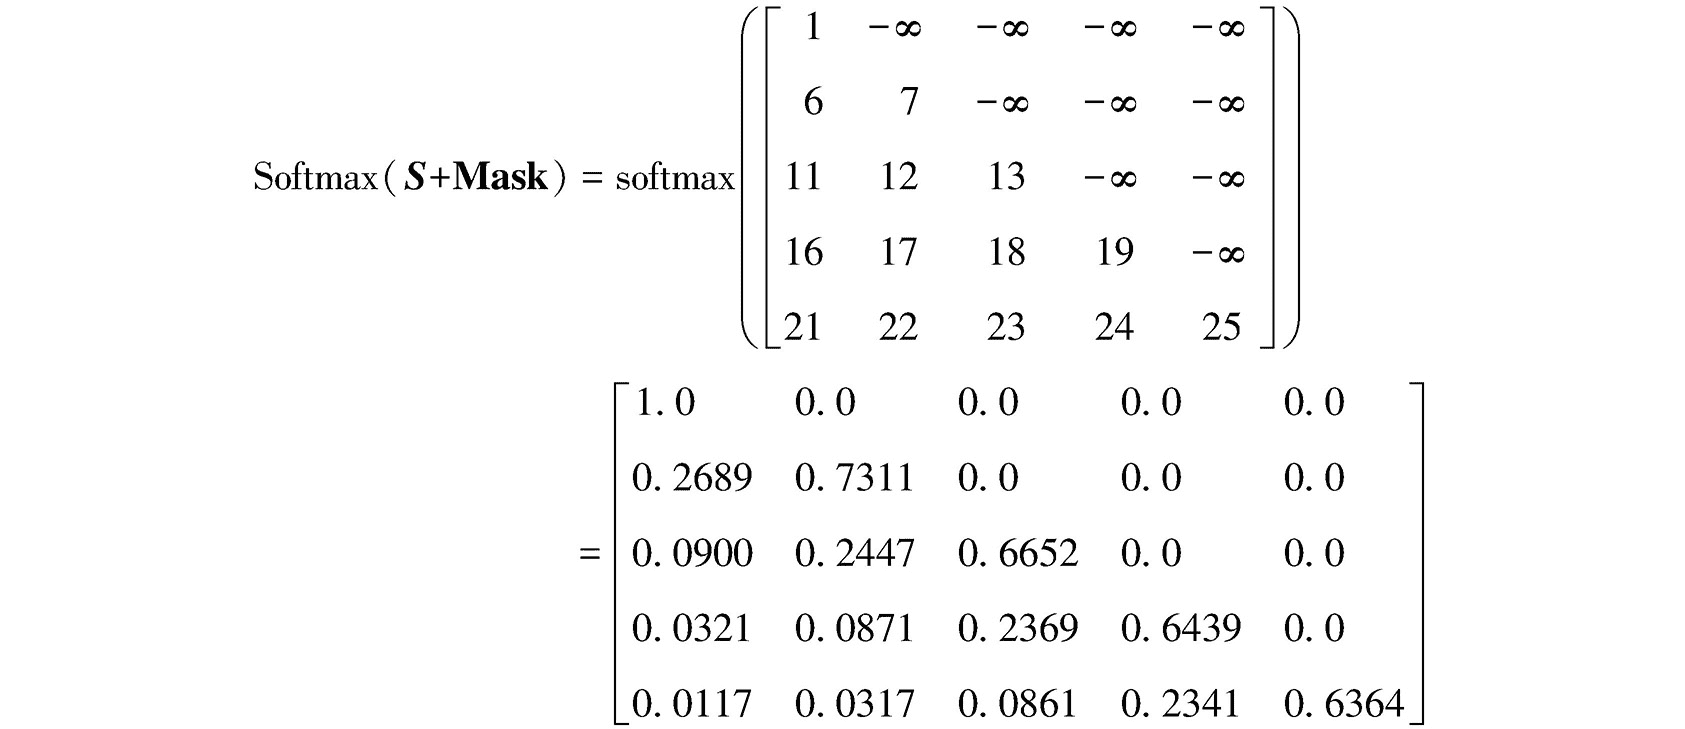 1 -∞ -∞ -∞ -∞
6 7 -∞ -∞ -∞
Softmax(S+Mask)=softmax 11 12 13 -∞ -∞
16 17 18 19 -∞
21 22 23 24 25
1.0 0.0 0.0 0.0 0.0
0.2689 0.7311 0.0 0.0 0.0
= 0.0900 0.2447 0.6652 0.0 0.0
0.0321 0.0871 0.2369 0.6439 0.0
0.0117 0.0317 0.0861 0.2341 0.6364